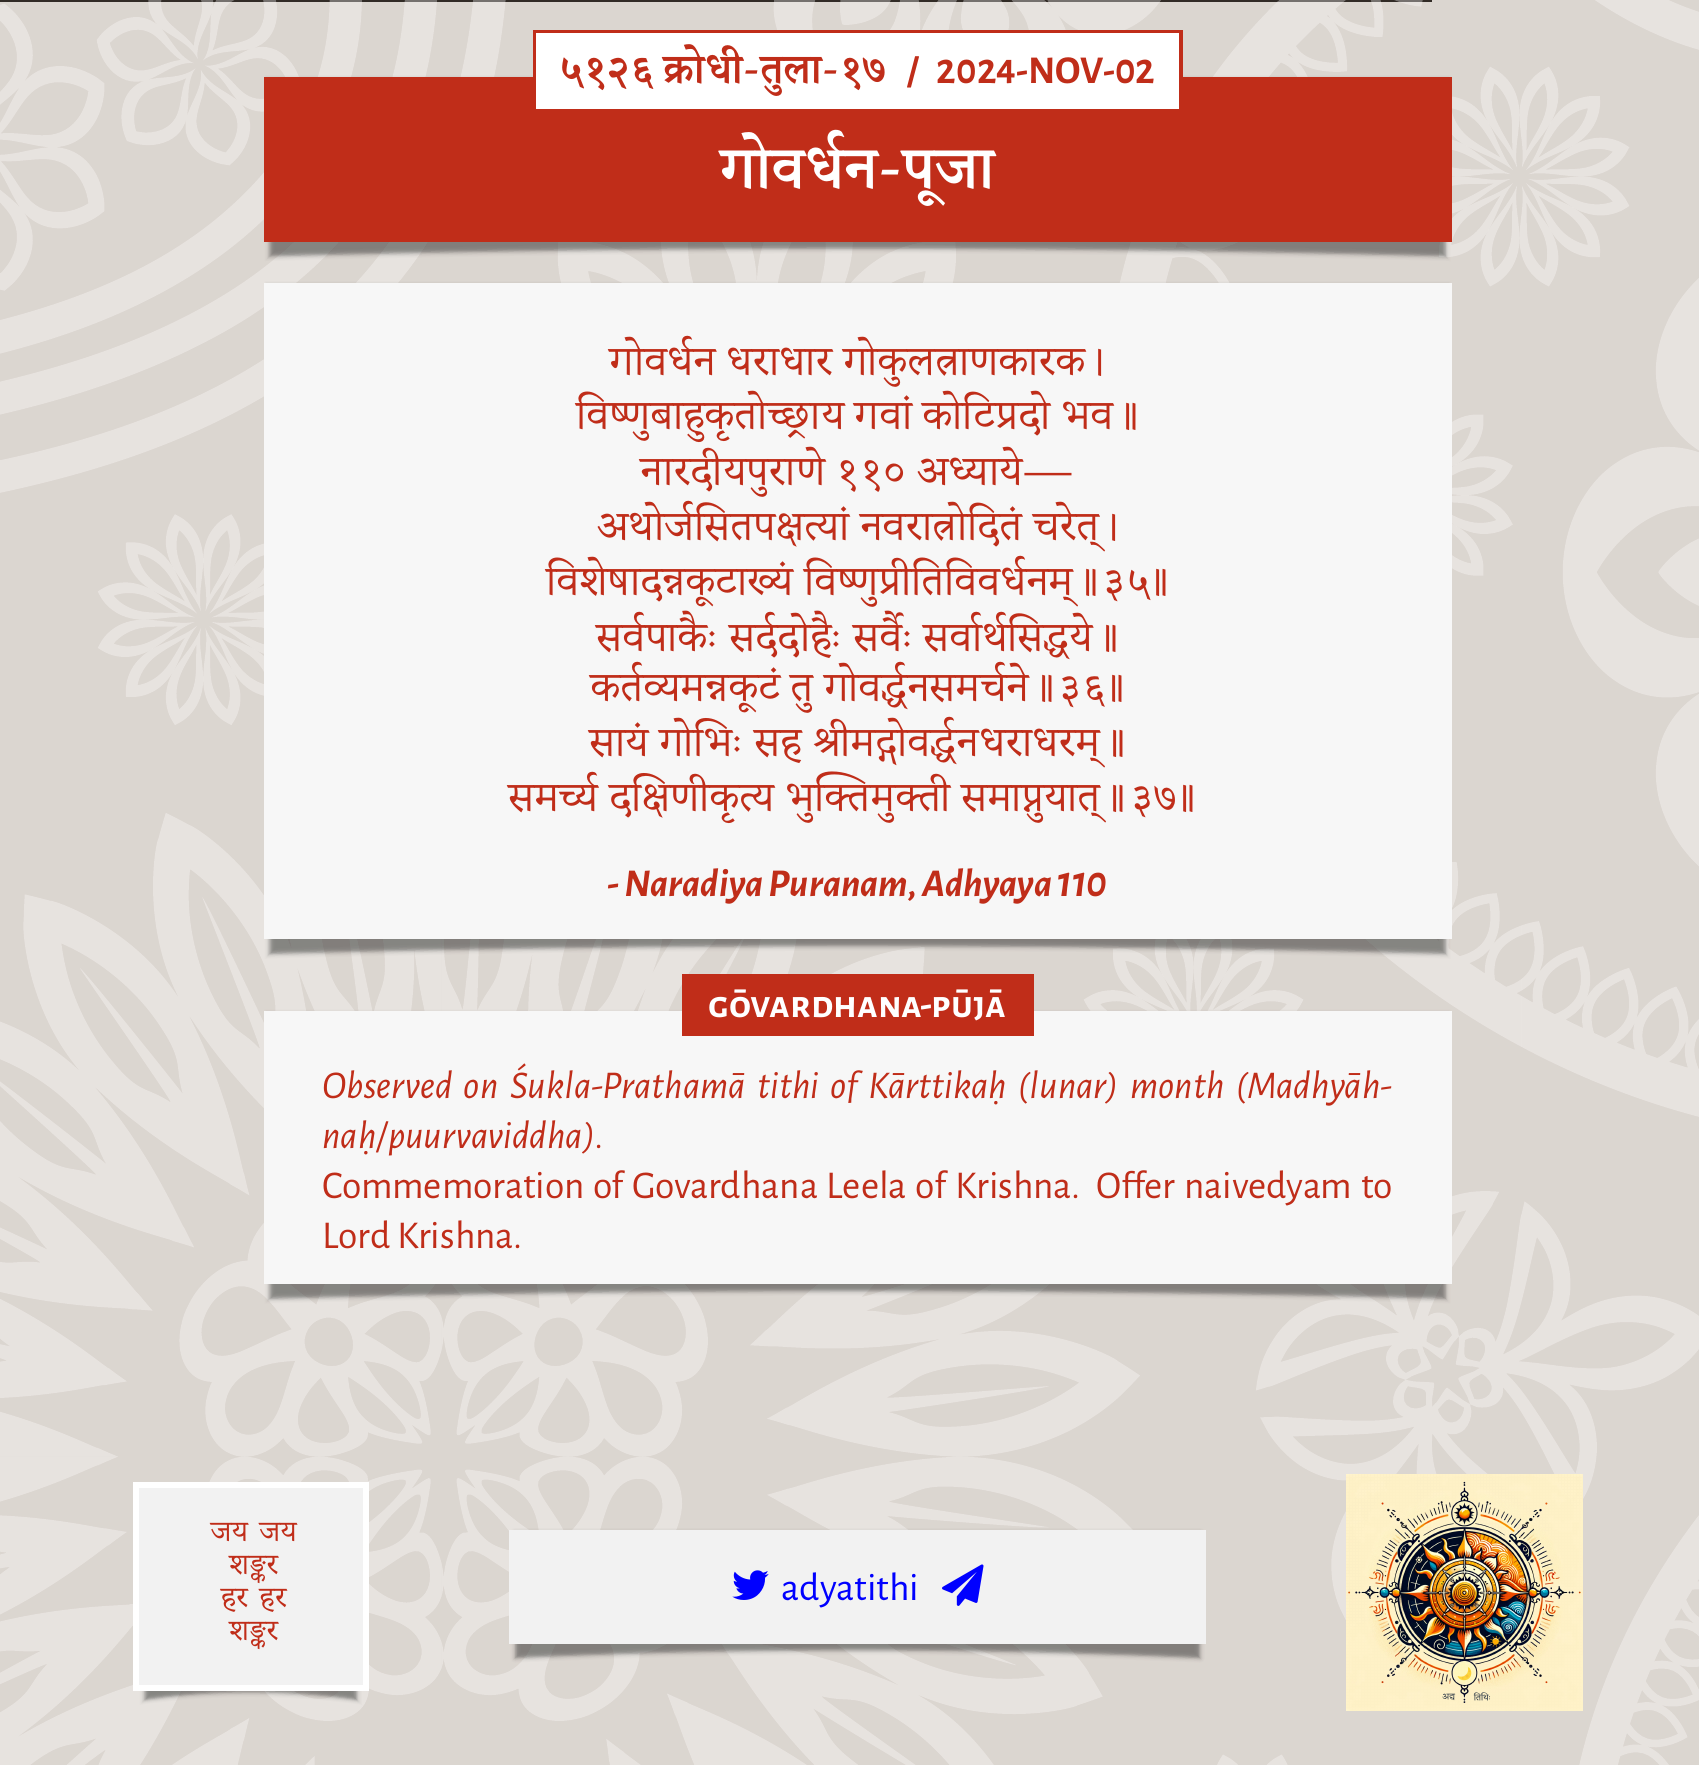 ५१२६ क्रोधी-तुला-१७ / 2024-NOV-02
गोवर्धन-पूजा
गोवर्धन धराधार गोकुलत्राणकारक।
विष्णुबाहुकृतोच्छ्राय गवां कोटिप्रदो भव॥
नारदीयपुराणे ११० अध्याये—
अथोर्जसितपक्षत्यां नवरात्रोदितं चरेत्।
विशेषादन्नकूटाख्यं विष्णुप्रीतिविवर्धनम्॥३५॥
सर्वपाकैः सर्ददोहैः सर्वैः सर्वार्थसिद्धये॥
कर्तव्यमन्नकूटं तु गोवर्द्धनसमर्चने॥३६॥
सायं गोभिः सह श्रीमद्गोवर्द्धनधराधरम्॥
समर्च्य दक्षिणीकृत्य भुक्तिमुक्ती समाप्नुयात्॥३७॥
- Naradiya Puranam, Adhyaya 110
GŌVARDHANA-PŪJĀ
Observed on Śukla-Prathamā tithi of Kārttikaḥ (lunar) month (Madhyāh-
naḥ/puurvaviddha).
Commemoration of Govardhana Leela of Krishna. Offer naivedyam to
Lord Krishna.
जय जय
शङ्कर
हर हर
शङ्कर
adyatithi
अद्य तिथिः